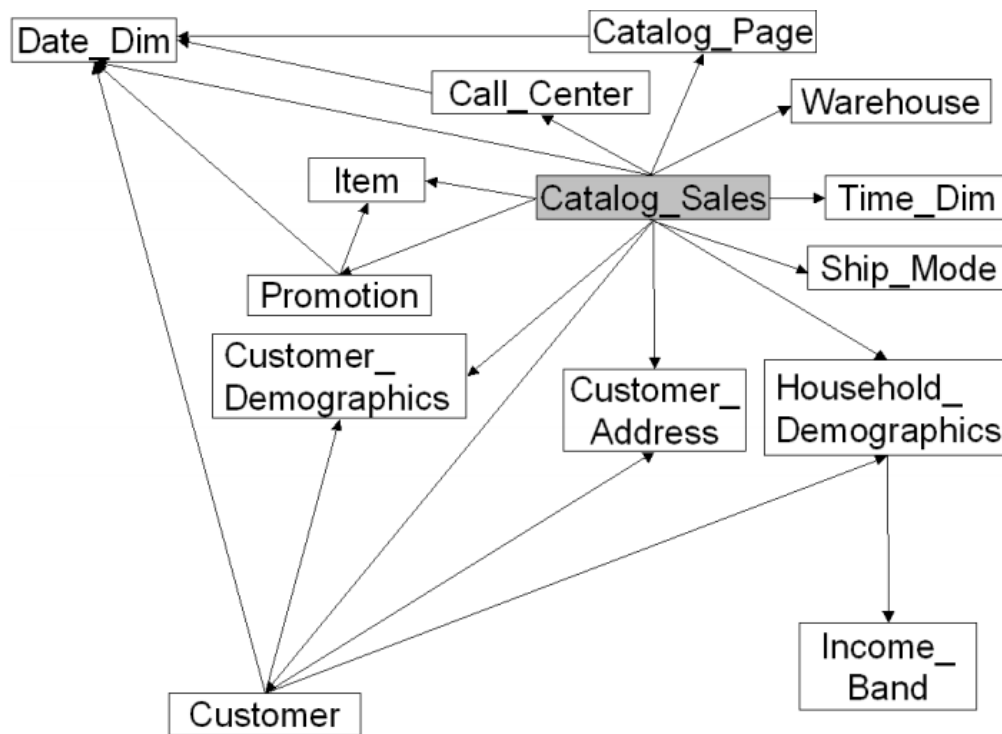 Date_Dim
Catalog_Page
Call_Center
Warehouse
Item
Catalog_Sales
Time_Dim
Ship_Mode
Promotion
Customer_
Demographics
Customer_
Address
Household_
Demographics
Income_
Band
Customer